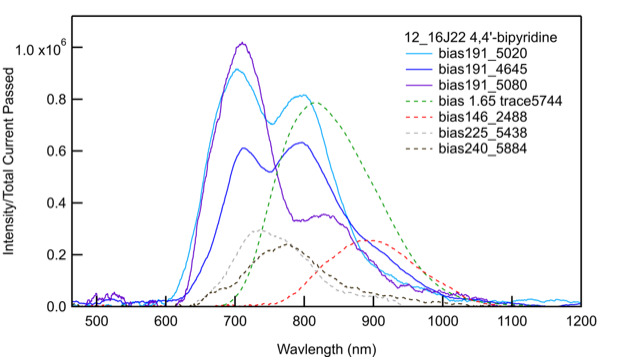 12_16J22 4,4'-bipyridine
bias191_5020
bias191_4645
bias191_5080
bias 1.65 trace5744
bias146_2488
bias225_5438
bias240_5884
Intensity/Total Current Passed
1.0 x10⁶
0.8
0.6
0.4
0.2
0.0
500 600 700 800 900 1000 1100 1200
Wavlength (nm)